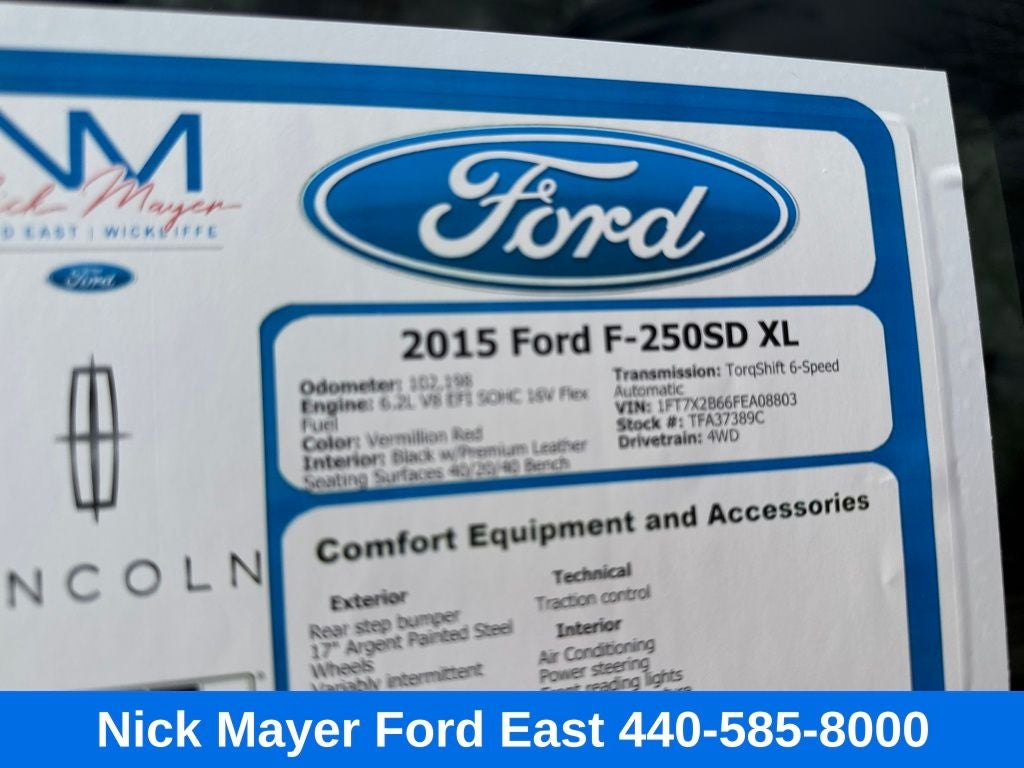 NM
Mayer
D EAST | WICKLIFFE
Ford
Ford
2015 Ford F-250SD XL
Odometer: 102,198
Engine: 6.2L V8 EFI SOHC 16V Flex
Fuel
Color: Vermillion Red
Interior: Black w/Premium Leather
Seating Surfaces 40/20/40 Bench
Transmission: TorqShift 6-Speed
Automatic
VIN: 1FT7X2B66FEA08803
Stock #: TFA37389C
Drivetrain: 4WD
NCOLN
Comfort Equipment and Accessories
Exterior
Rear step bumper
17" Argent Painted Steel
Wheels
Variably intermittent
Technical
Traction control
Interior
Air Conditioning
Power steering
Front reading lights
Nick Mayer Ford East 440-585-8000